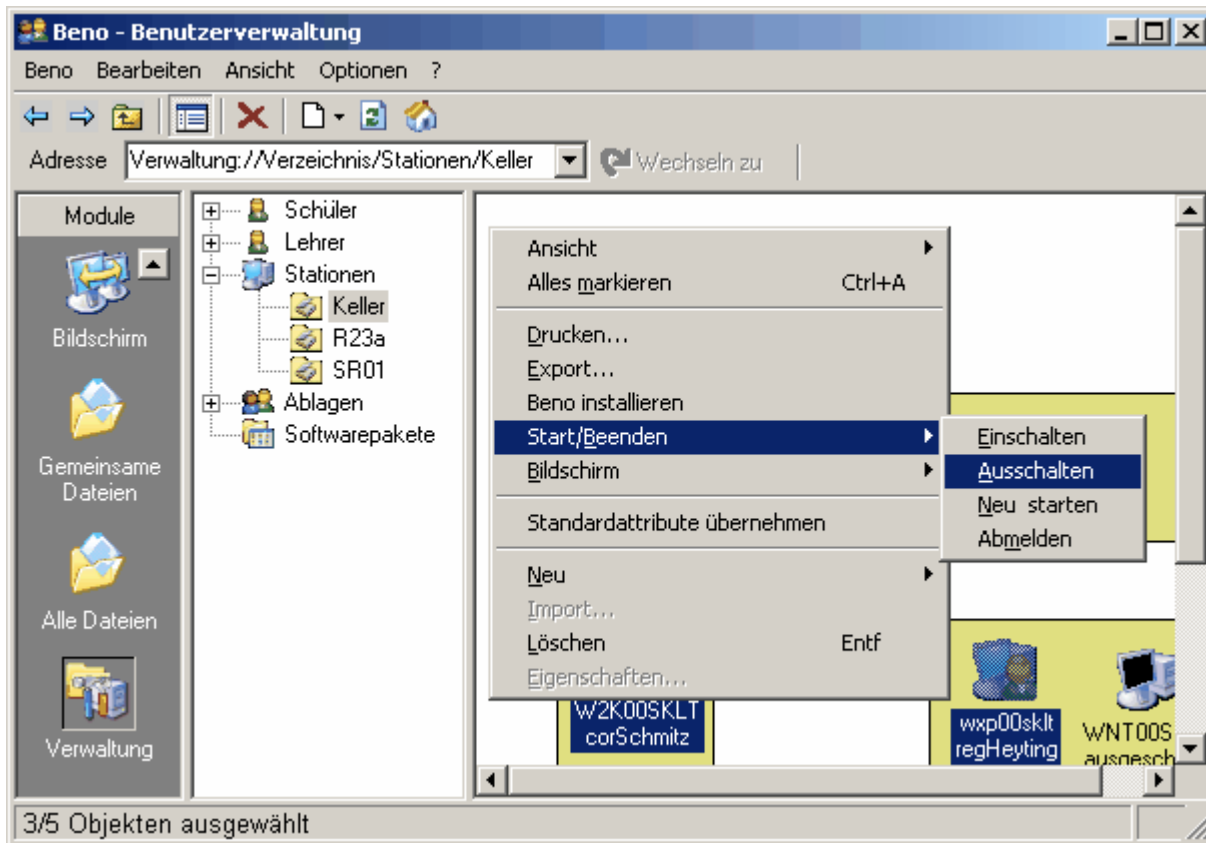 Beno - Benutzerverwaltung
Beno Bearbeiten Ansicht Optionen ?
Adresse Verwaltung://Verzeichnis/Stationen/Keller Wechseln zu
Module
Bildschirm
Gemeinsame
Dateien
Alle Dateien
Verwaltung
Schüler
Lehrer
Stationen
Keller
R23a
SR01
Ablagen
Softwarepakete
Ansicht
Alles markieren Ctrl+A
Drucken...
Export...
Beno installieren
Start/Beenden
Bildschirm
Standardattribute übernehmen
Neu
Import...
Löschen Entf
Eigenschaften...
Einschalten
Ausschalten
Neu starten
Abmelden
W2K00SKLT
corSchmitz
wxp00sklt
regHeyting
WNT00S
ausgesch
3/5 Objekten ausgewählt